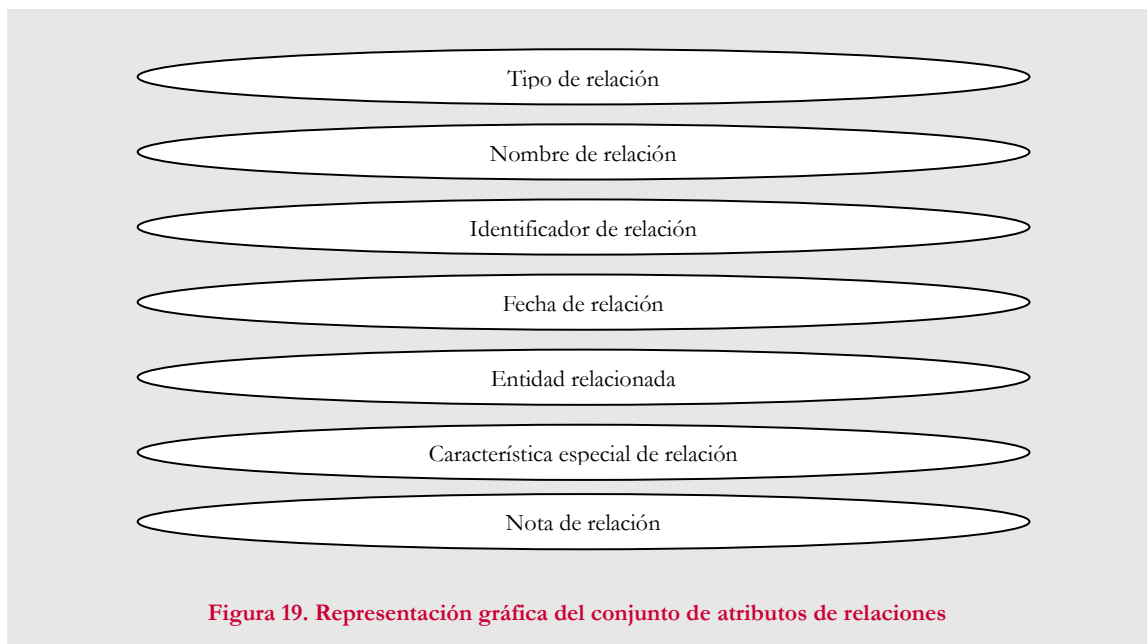 Tipo de relación
Nombre de relación
Identificador de relación
Fecha de relación
Entidad relacionada
Característica especial de relación
Nota de relación
Figura 19. Representación gráfica del conjunto de atributos de relaciones